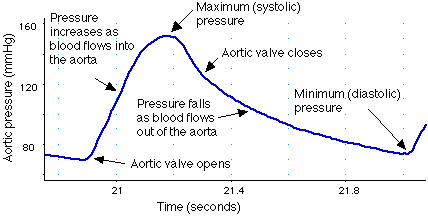 Pressure
increases as
blood flows into
the aorta
Maximum (systolic)
pressure
Aortic valve closes
Pressure falls
as blood flows
out of the aorta
Minimum (diastolic)
pressure
Aortic valve opens
Aortic pressure (mmHg)
160
120
80
21
21.4
21.8
Time (seconds)